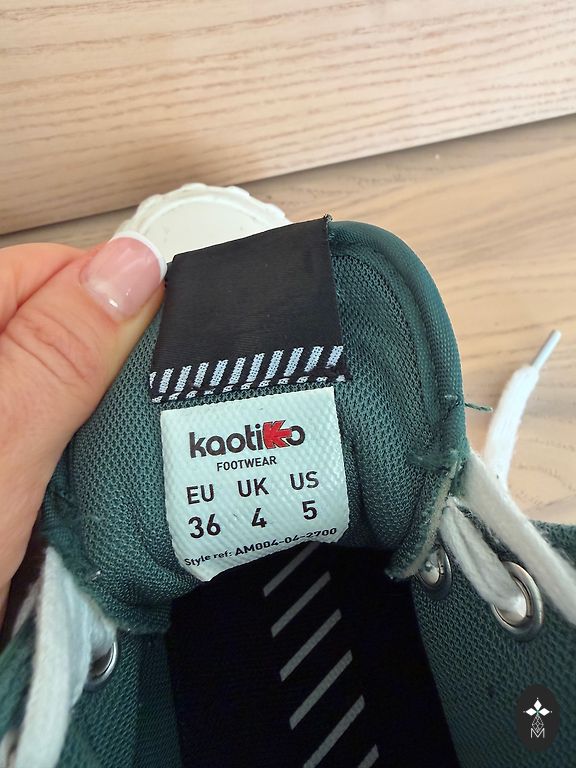 kaotiKo
FOOTWEAR
EU UK US
36 4 5
Style ref: AM004-04-2700
M